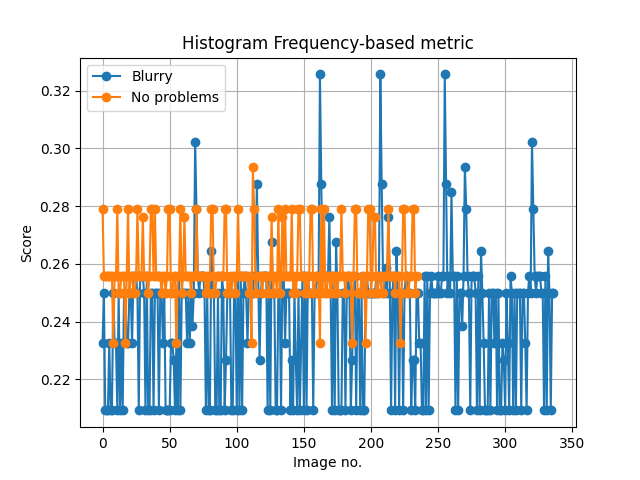 Histogram Frequency-based metric
Blurry
No problems
Score
0.32
0.30
0.28
0.26
0.24
0.22
0 50 100 150 200 250 300 350
Image no.